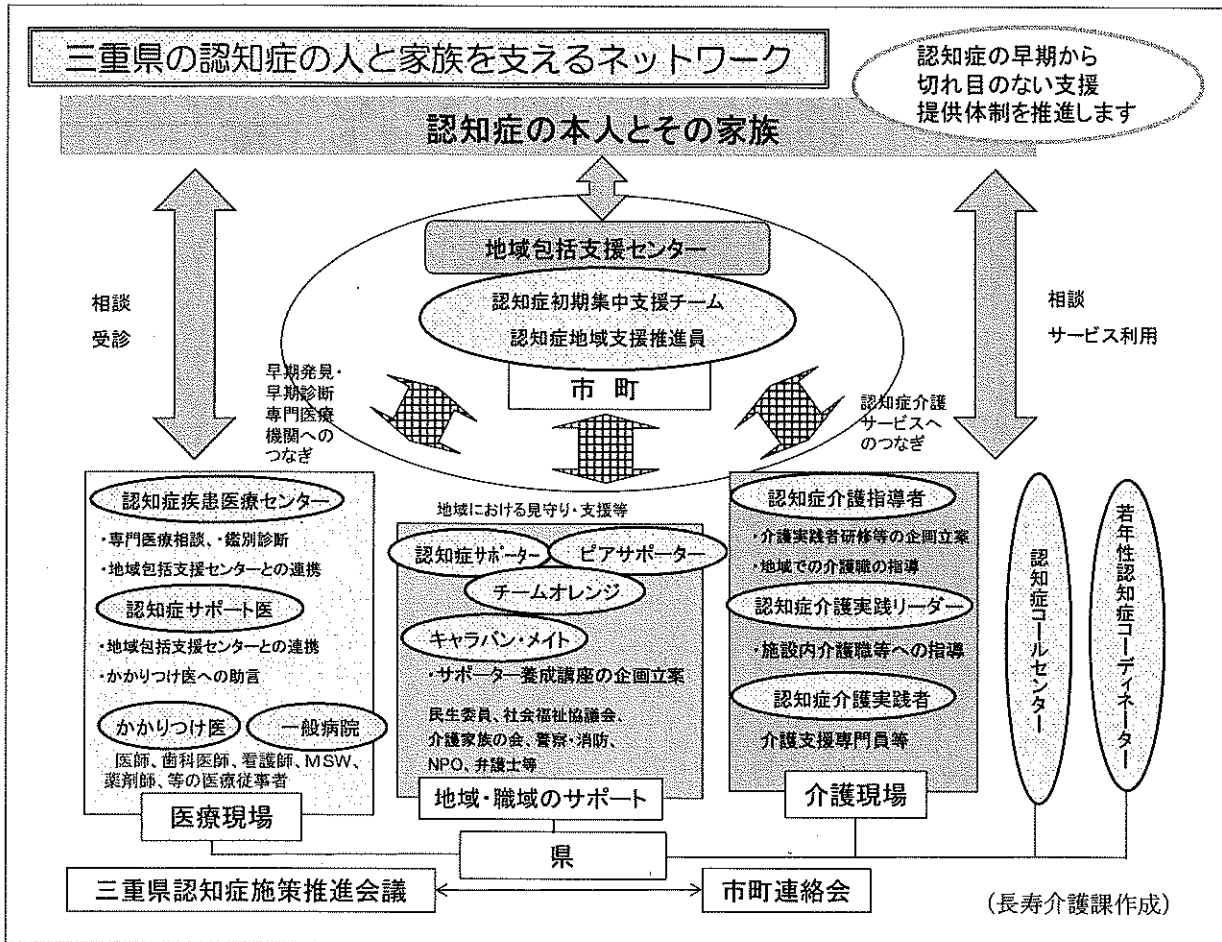 三重県の認知症の人と家族を支えるネットワーク
認知症の早期から
切れ目のない支援
提供体制を推進します
認知症の本人とその家族
地域包括支援センター
認知症初期集中支援チーム
認知症地域支援推進員
市 町
相談
受診
相談
サービス利用
早期発見・
早期診断
専門医療
機関への
つなぎ
認知症介護
サービスへ
のつなぎ
認知症疾患医療センター
・専門医療相談、・鑑別診断
・地域包括支援センターとの連携
認知症サポート医
・地域包括支援センターとの連携
・かかりつけ医への助言
かかりつけ医
一般病院
医師、歯科医師、看護師、MSW、
薬剤師、等の医療従事者
医療現場
地域における見守り・支援等
認知症サポーター
ピアサポーター
チームオレンジ
キャラバン・メイト
・サポーター養成講座の企画立案
民生委員、社会福祉協議会、
介護家族の会、警察・消防、
NPO、弁護士等
地域・職域のサポート
認知症介護指導者
・介護実践者研修等の企画立案
・地域での介護職の指導
認知症介護実践リーダー
・施設内介護職等への指導
認知症介護実践者
介護支援専門員等
介護現場
認知症コールセンター
若年性認知症コーディネーター
県
三重県認知症施策推進会議
市町連絡会
(長寿介護課作成)